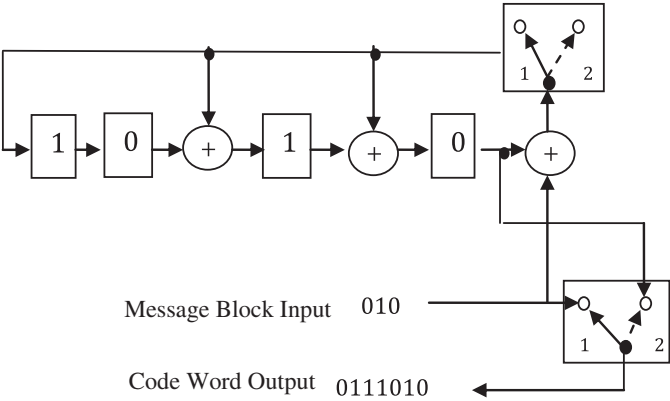 1 2
1 0 + 1 + 0 +
Message Block Input 010
1 2
Code Word Output 0111010